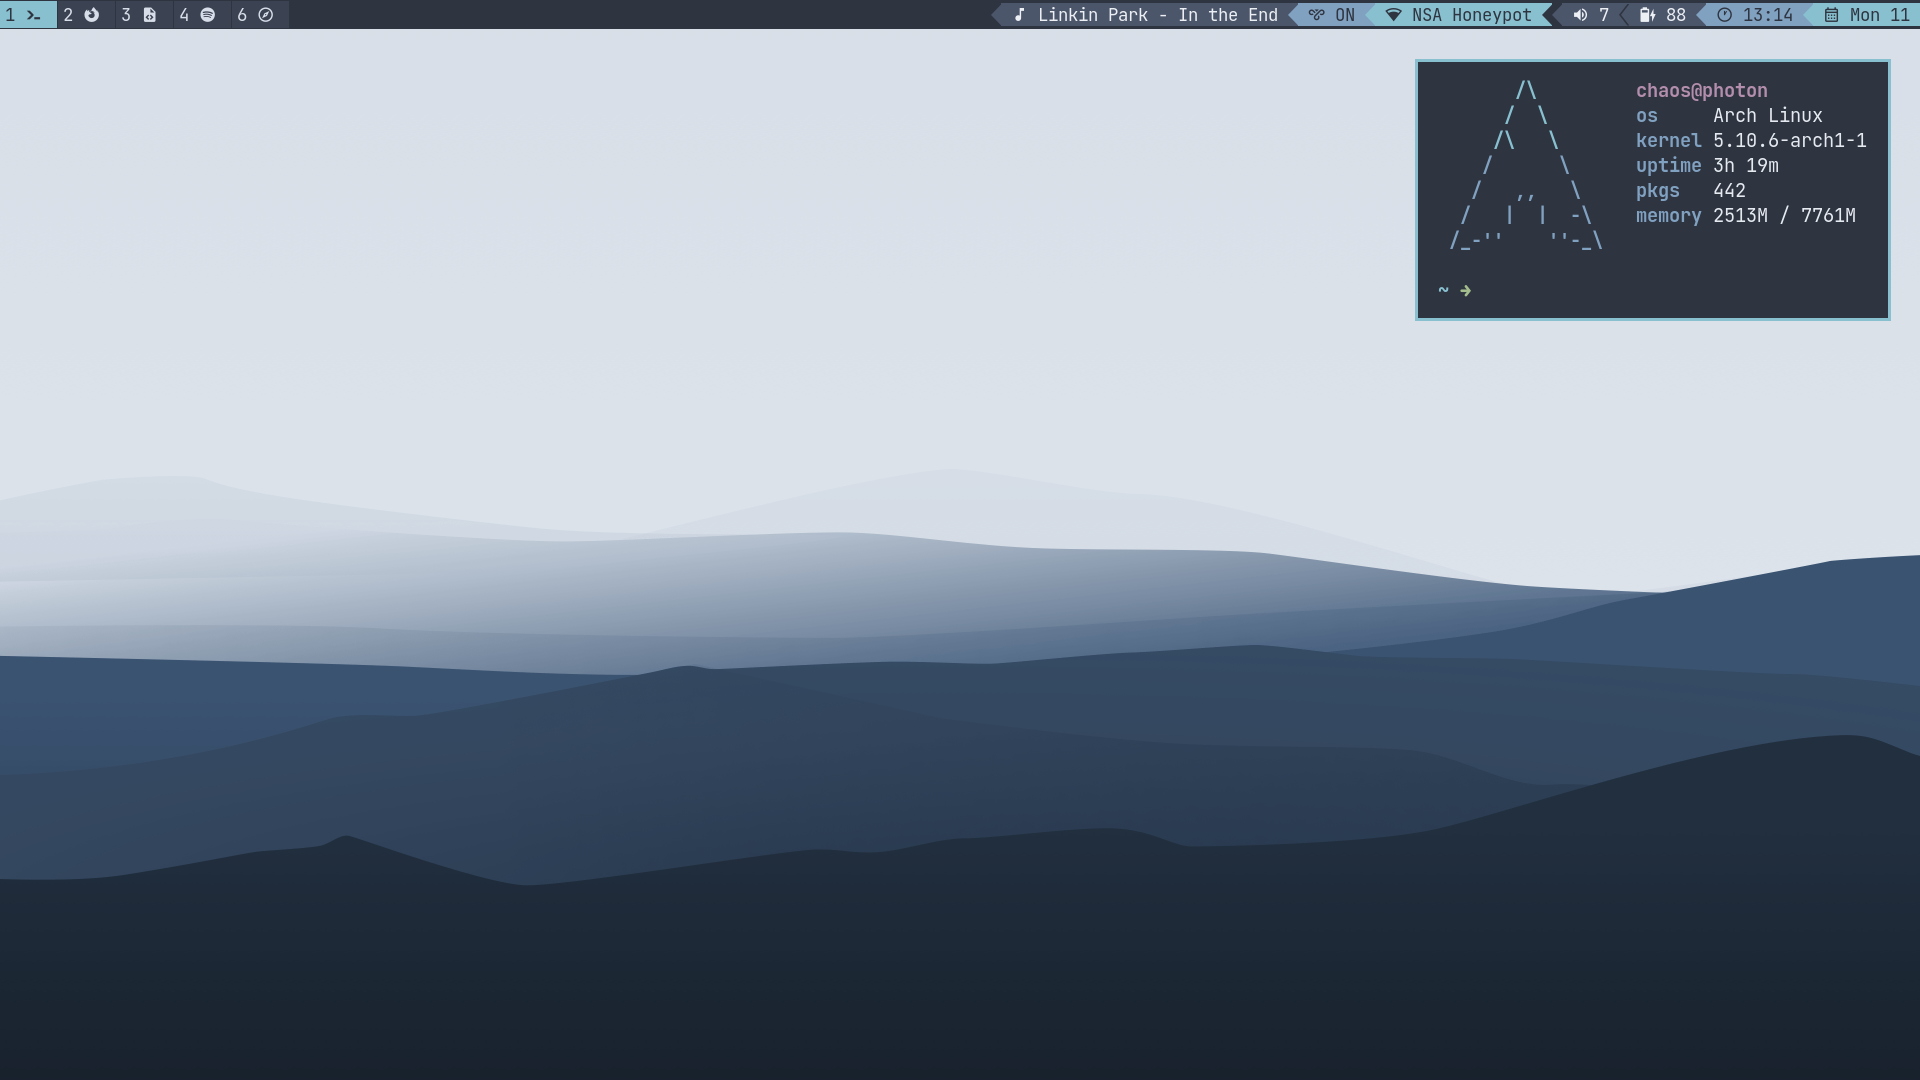 1 2 3 4 6 Linkin Park - In the End ON NSA Honeypot 7 88 13:14 Mon 11
chaos@photon
os Arch Linux
kernel 5.10.6-arch1-1
uptime 3h 19m
pkgs 442
memory 2513M / 7761M
~ ➜